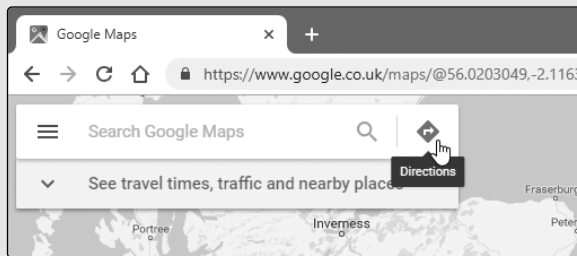 Google Maps
https://www.google.co.uk/maps/@56.0203049,-2.1163
Search Google Maps
Directions
See travel times, traffic and nearby places
Fraserburg
Inverness
Portree
Peter